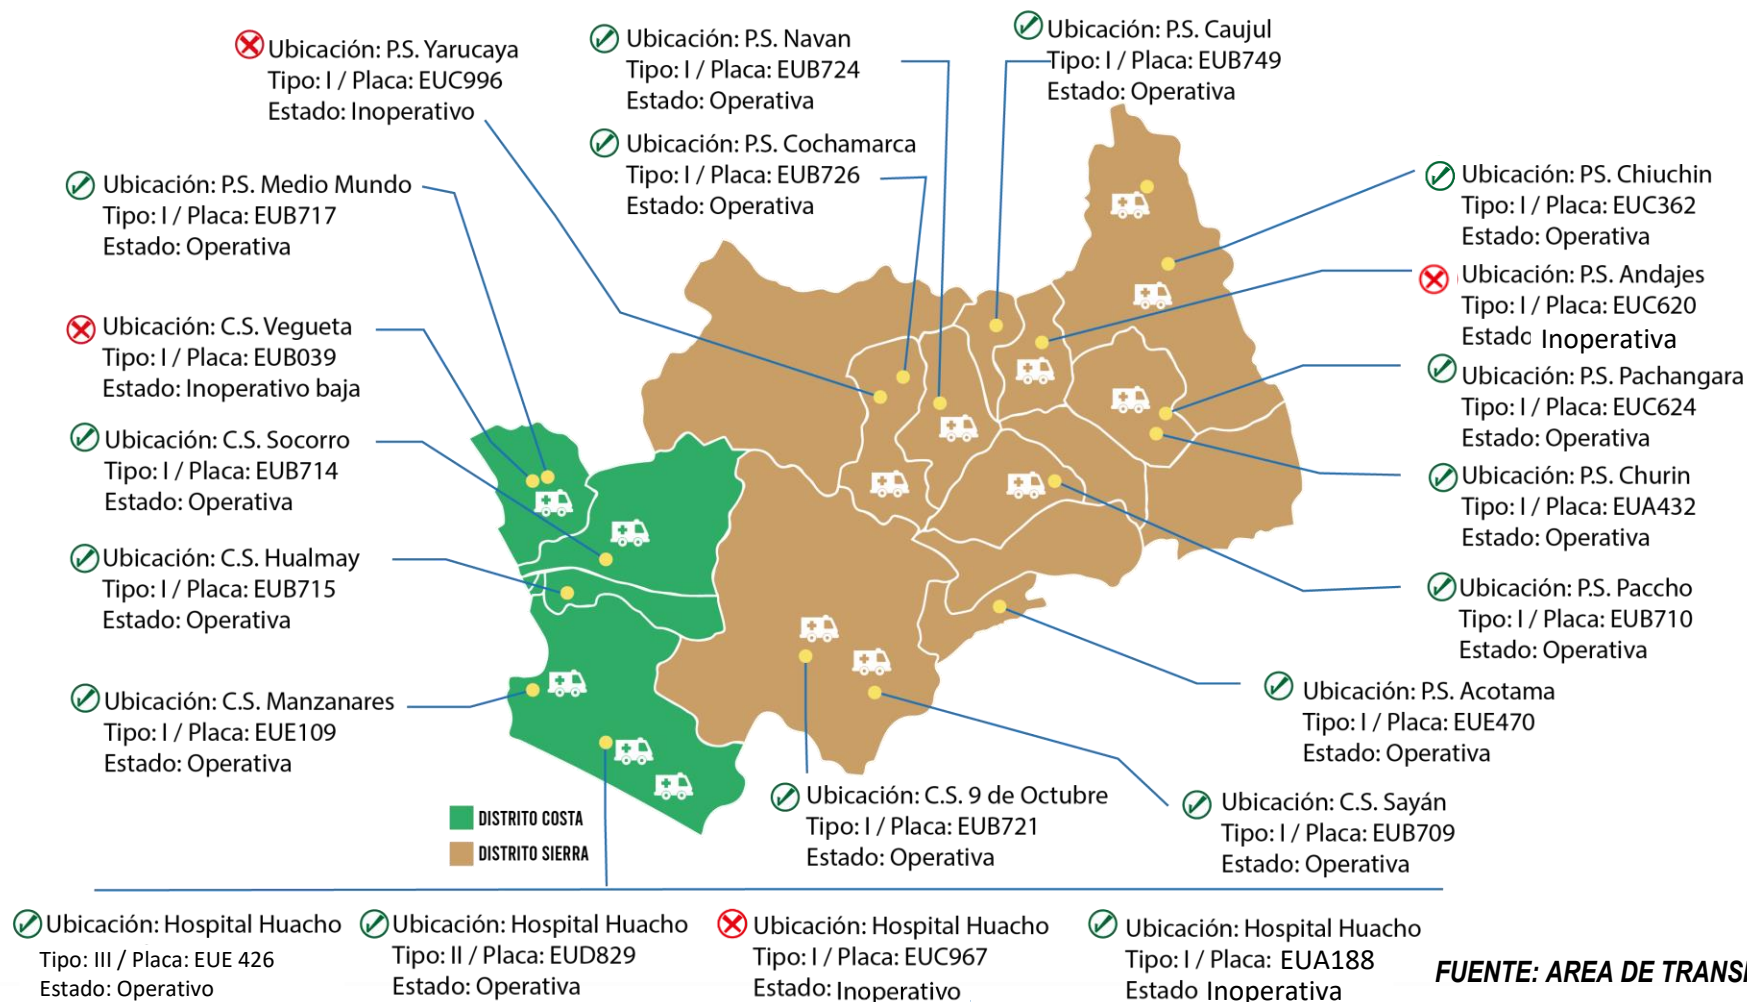 Ubicación: P.S. Yarucaya
Tipo: I / Placa: EUC996
Estado: Inoperativo
Ubicación: P.S. Navan
Tipo: I / Placa: EUB724
Estado: Operativa
Ubicación: P.S. Caujul
Tipo: I / Placa: EUB749
Estado: Operativa
Ubicación: P.S. Cochamarca
Tipo: I / Placa: EUB726
Estado: Operativa
Ubicación: P.S. Medio Mundo
Tipo: I / Placa: EUB717
Estado: Operativa
Ubicación: PS. Chiuchin
Tipo: I / Placa: EUC362
Estado: Operativa
Ubicación: P.S. Andajes
Tipo: I / Placa: EUC620
Estado Inoperativa
Ubicación: C.S. Vegueta
Tipo: I / Placa: EUB039
Estado: Inoperativo baja
Ubicación: P.S. Pachangara
Tipo: I / Placa: EUC624
Estado: Operativa
Ubicación: C.S. Socorro
Tipo: I / Placa: EUB714
Estado: Operativa
Ubicación: P.S. Churin
Tipo: I / Placa: EUA432
Estado: Operativa
Ubicación: C.S. Hualmay
Tipo: I / Placa: EUB715
Estado: Operativa
Ubicación: P.S. Paccho
Tipo: I / Placa: EUB710
Estado: Operativa
Ubicación: C.S. Manzanares
Tipo: I / Placa: EUE109
Estado: Operativa
Ubicación: P.S. Acotama
Tipo: I / Placa: EUE470
Estado: Operativa
DISTRITO COSTA
DISTRITO SIERRA
Ubicación: C.S. 9 de Octubre
Tipo: I / Placa: EUB721
Estado: Operativa
Ubicación: C.S. Sayán
Tipo: I / Placa: EUB709
Estado: Operativa
Ubicación: Hospital Huacho
Tipo: III / Placa: EUE 426
Estado: Operativo
Ubicación: Hospital Huacho
Tipo: II / Placa: EUD829
Estado: Operativa
Ubicación: Hospital Huacho
Tipo: I / Placa: EUC967
Estado: Inoperativo
Ubicación: Hospital Huacho
Tipo: I / Placa: EUA188
Estado Inoperativa
FUENTE: AREA DE